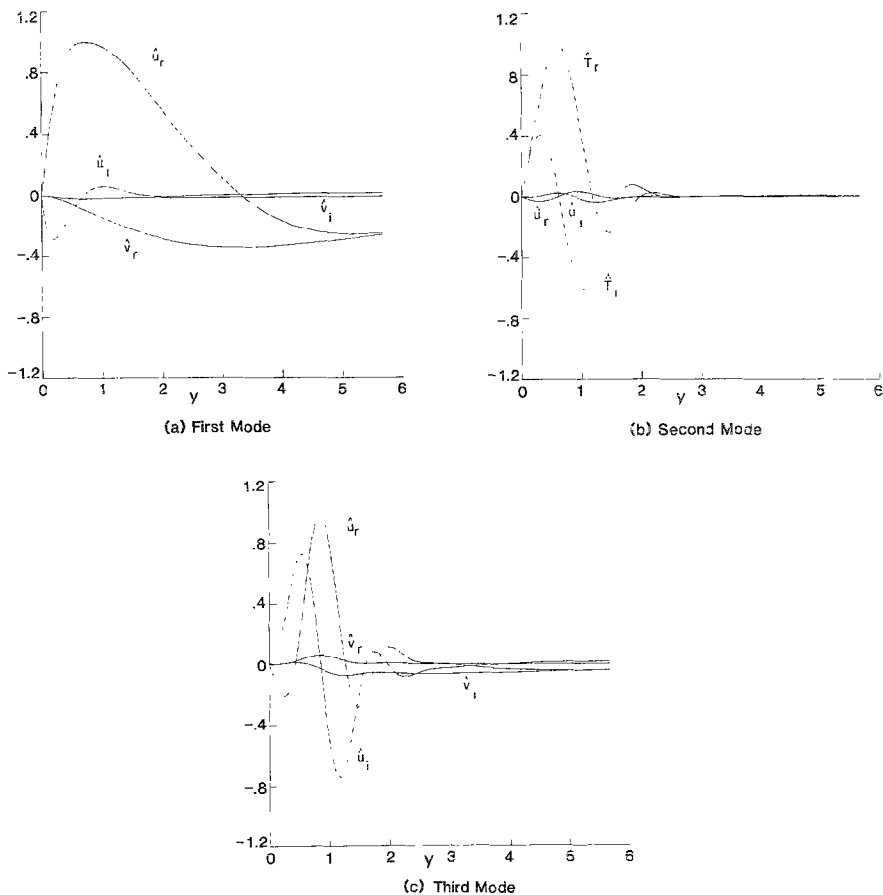 1.2
.8
.4
0
-.4
-.8
-1.2
0 1 2 3 4 5 6
y
û_r
û_i
v̂_i
v̂_r
(a) First Mode
1.2
.8
.4
0
-.4
-.8
-1.2
0 1 2 3 4 5 6
y
T̂_r
û_r û_i
T̂_i
(b) Second Mode
1.2
.8
.4
0
-.4
-.8
-1.2
0 1 2 3 4 5 6
y
û_r
v̂_r
v̂_i
û_i
(c) Third Mode